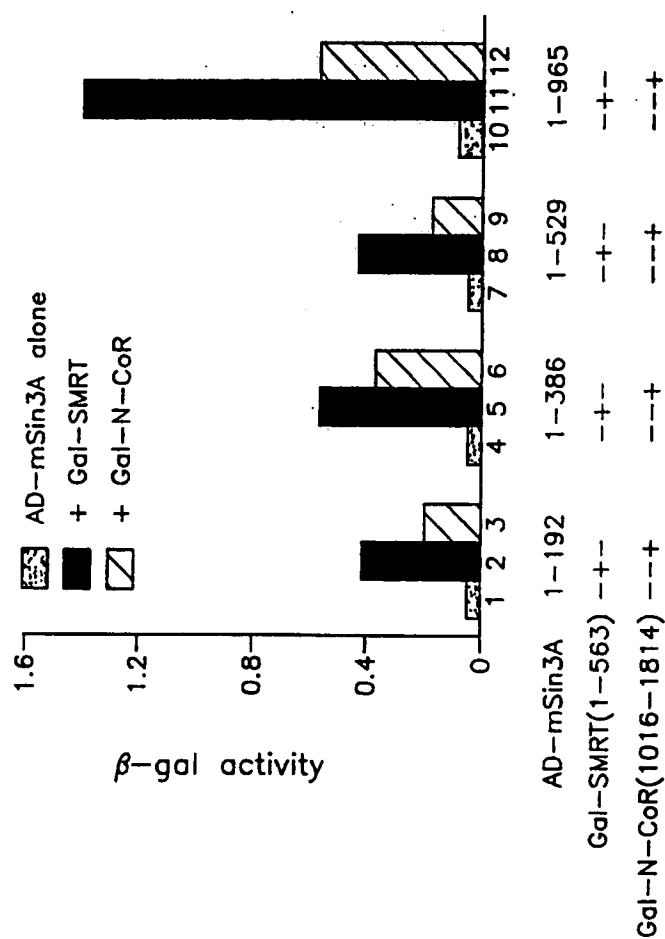 AD-mSin3A alone
+ Gal-SMRT
+ Gal-N-CoR
β-gal activity
1.6
1.2
0.8
0.4
0
1 2 3 4 5 6 7 8 9 10 11 12
AD-mSin3A 1-192 1-386 1-529 1-965
Gal-SMRT(1-563) -+- -+- -+- -+-
Gal-N-CoR(1016-1814) --+ --+ --+ --+